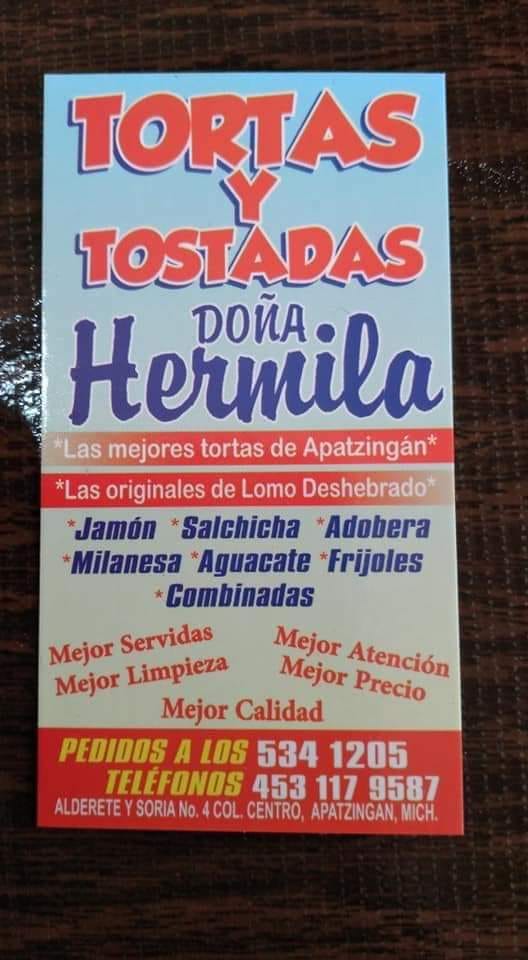 TORTAS
Y
TOSTADAS
DOÑA
Hermila
*Las mejores tortas de Apatzingán*
*Las originales de Lomo Deshebrado*
*Jamón *Salchicha *Adobera
*Milanesa *Aguacate *Frijoles
*Combinadas
Mejor Servidas
Mejor Limpieza
Mejor Atención
Mejor Precio
Mejor Calidad
PEDIDOS A LOS 534 1205
TELÉFONOS 453 117 9587
ALDERETE Y SORIA No. 4 COL. CENTRO, APATZINGAN, MICH.